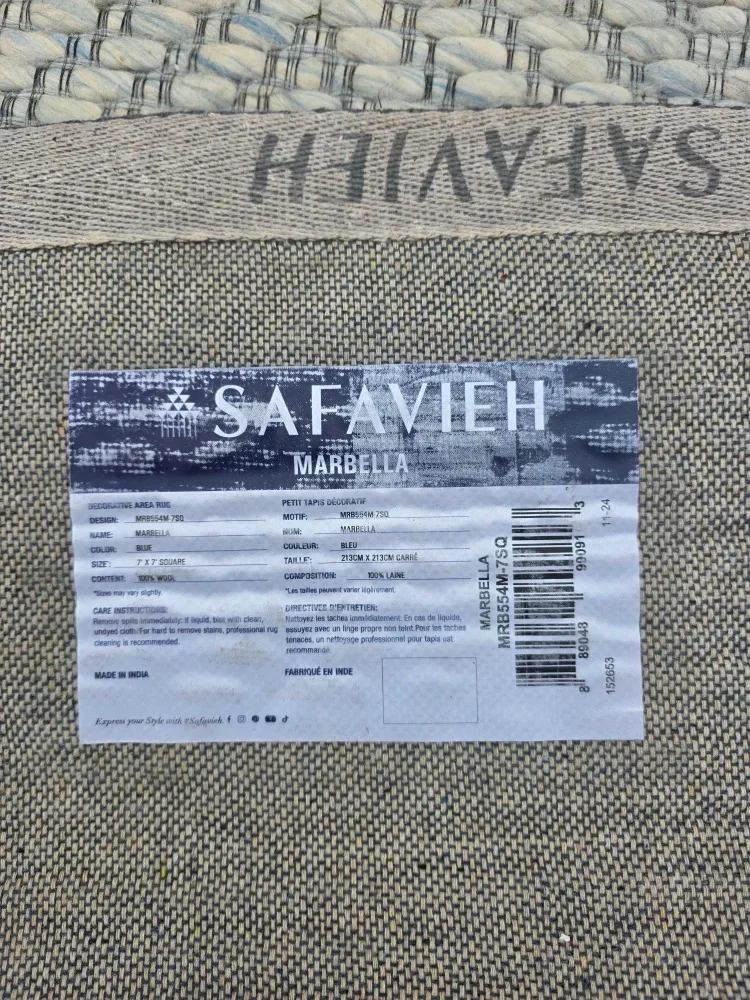 SAFAVIEH
SAFAVIEH
MARBELLA
DECORATIVE AREA RUG
DESIGN: MRB554M-7SQ
NAME: MARBELLA
COLOR: BLUE
SIZE*: 7' X 7' SQUARE
CONTENT: 100% WOOL
*Sizes may vary slightly.
CARE INSTRUCTIONS:
Remove spills immediately: If liquid, blot with clean,
undyed cloth. For hard to remove stains, professional rug
cleaning is recommended.
MADE IN INDIA
Express your Style with #Safavieh
PETIT TAPIS DÉCORATIF
MOTIF: MRB554M-7SQ
NOM: MARBELLA
COULEUR: BLEU
TAILLE*: 213CM X 213CM CARRÉ
COMPOSITION: 100% LAINE
*Les tailles peuvent varier légèrement.
DIRECTIVES D'ENTRETIEN:
Nettoyez les taches immédiatement: En cas de liquide,
essuyez avec un linge propre non teint. Pour les taches
tenaces, un nettoyage professionnel pour tapis est
recommandé.
FABRIQUÉ EN INDE
MARBELLA
MRB554M-7SQ
8 89048 99091 3
152653
11-24